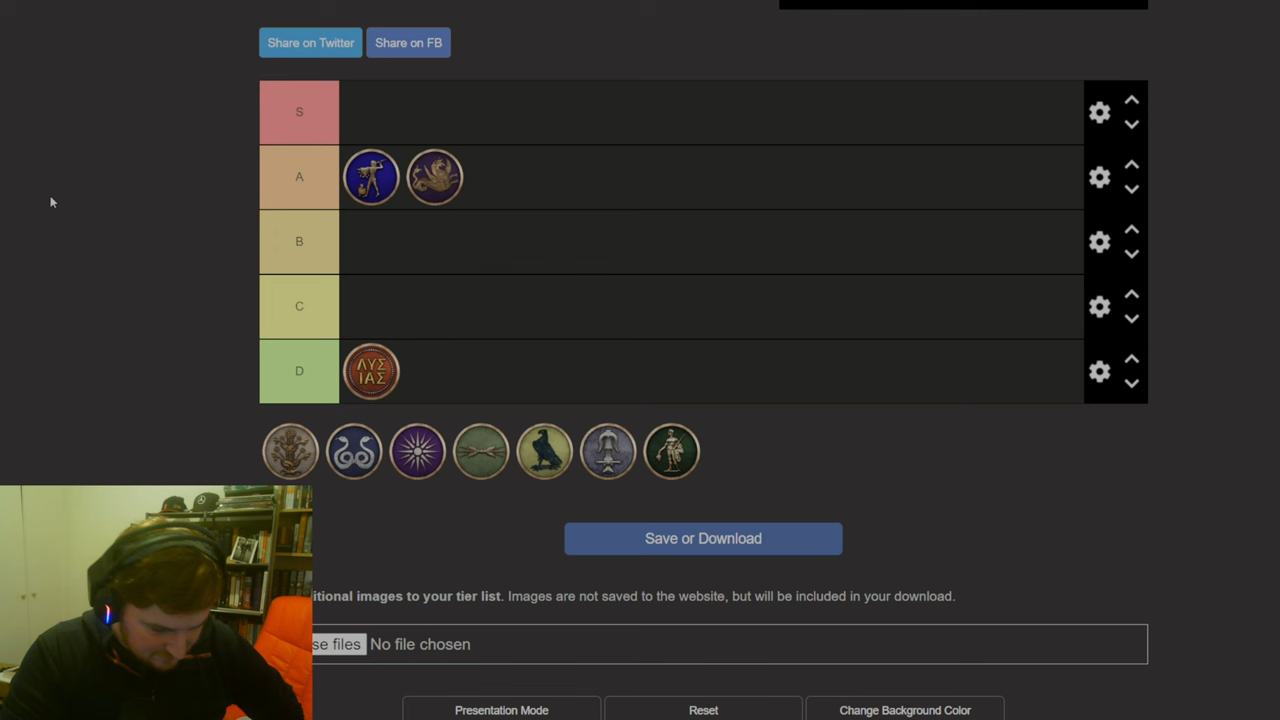 Share on Twitter
Share on FB
S
A
B
C
D
ΛΥΣ
ΙΑΣ
Save or Download
itional images to your tier list. Images are not saved to the website, but will be included in your download.
se files
No file chosen
Presentation Mode
Reset
Change Background Color